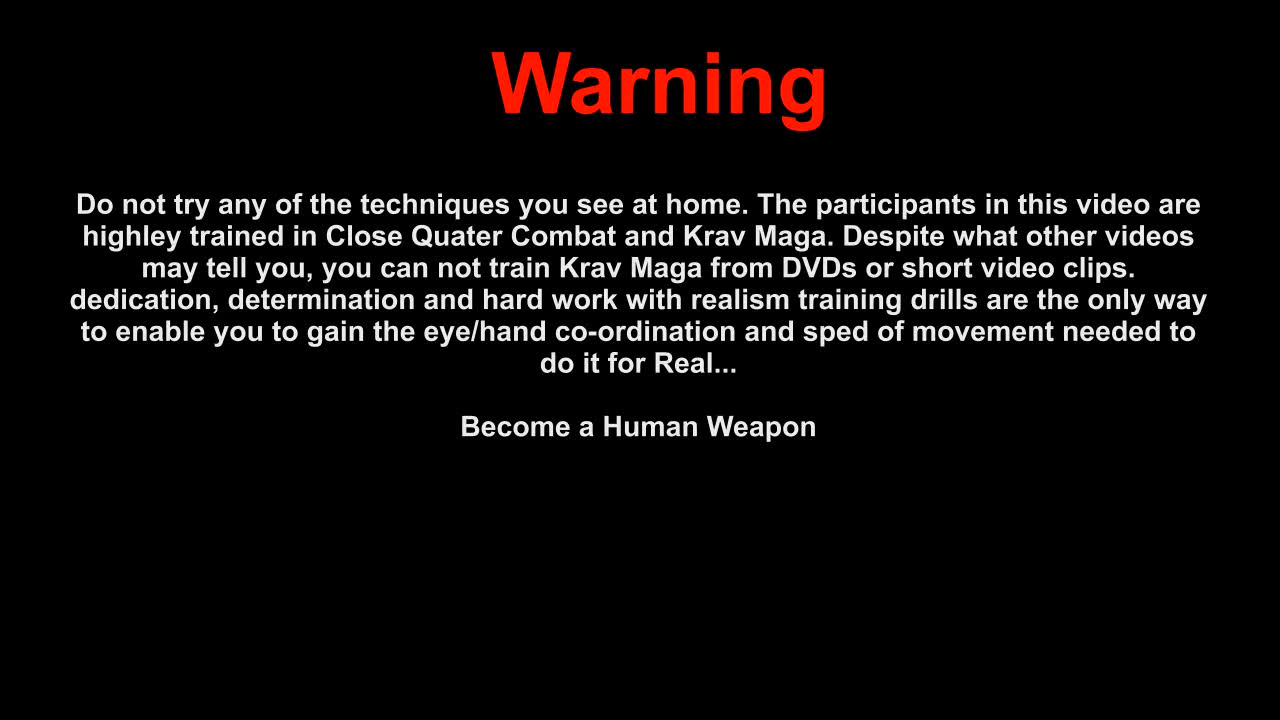 Warning
Do not try any of the techniques you see at home. The participants in this video are
highley trained in Close Quater Combat and Krav Maga. Despite what other videos
may tell you, you can not train Krav Maga from DVDs or short video clips.
dedication, determination and hard work with realism training drills are the only way
to enable you to gain the eye/hand co-ordination and sped of movement needed to
do it for Real...
Become a Human Weapon